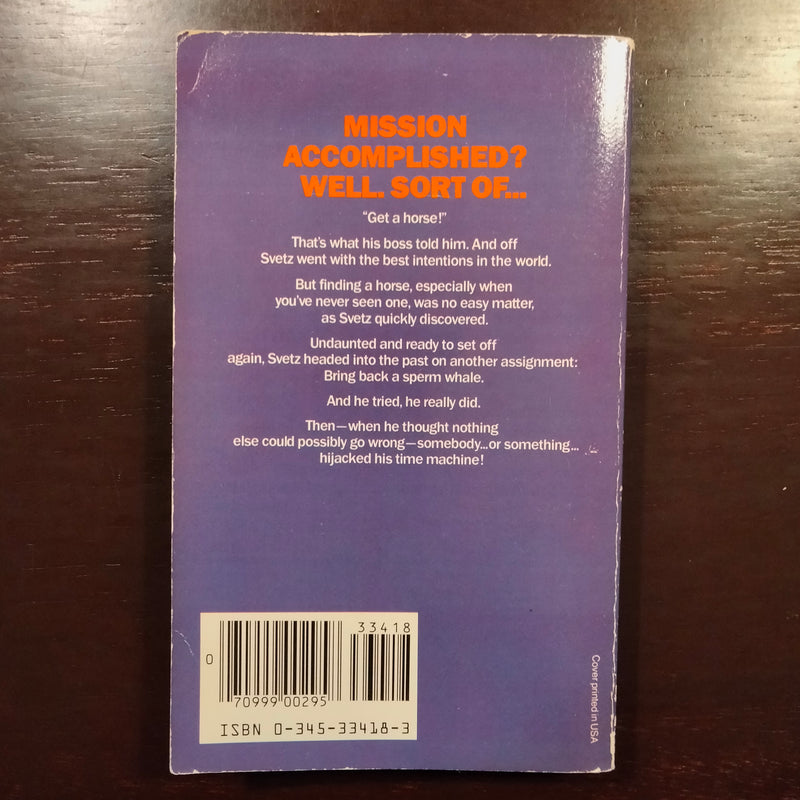 MISSION
ACCOMPLISHED?
WELL. SORT OF...
"Get a horse!"
That's what his boss told him. And off
Svetz went with the best intentions in the world.
But finding a horse, especially when
you've never seen one, was no easy matter,
as Svetz quickly discovered.
Undaunted and ready to set off
again, Svetz headed into the past on another assignment:
Bring back a sperm whale.
And he tried, he really did.
Then—when he thought nothing
else could possibly go wrong—somebody...or something...
hijacked his time machine!
33418
0
70999 00295
ISBN 0-345-33418-3
Cover printed in USA